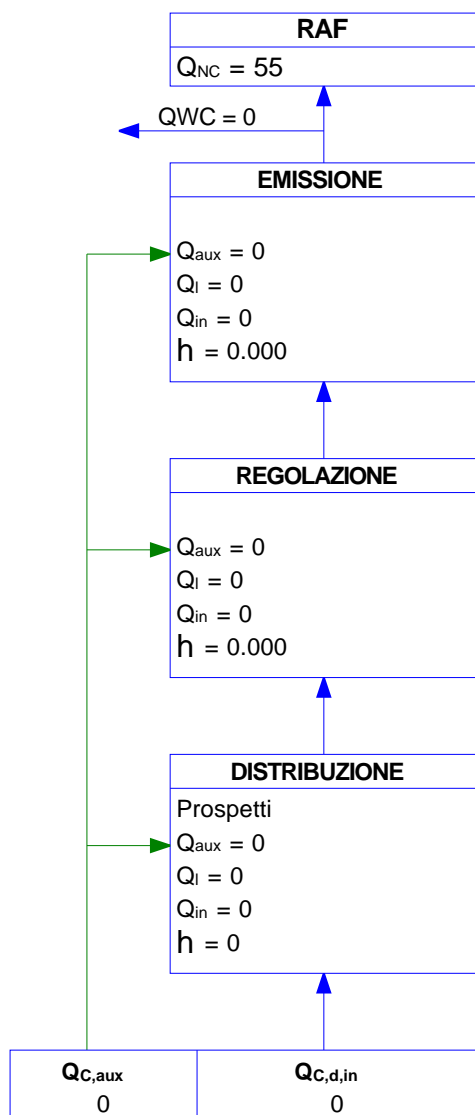 RAF
QNC = 55
QWC = 0
EMISSIONE
Qaux = 0
Ql = 0
Qin = 0
h = 0.000
REGOLAZIONE
Qaux = 0
Ql = 0
Qin = 0
h = 0.000
DISTRIBUZIONE
Prospetti
Qaux = 0
Ql = 0
Qin = 0
h = 0
QC,aux QC,d,in
0 0